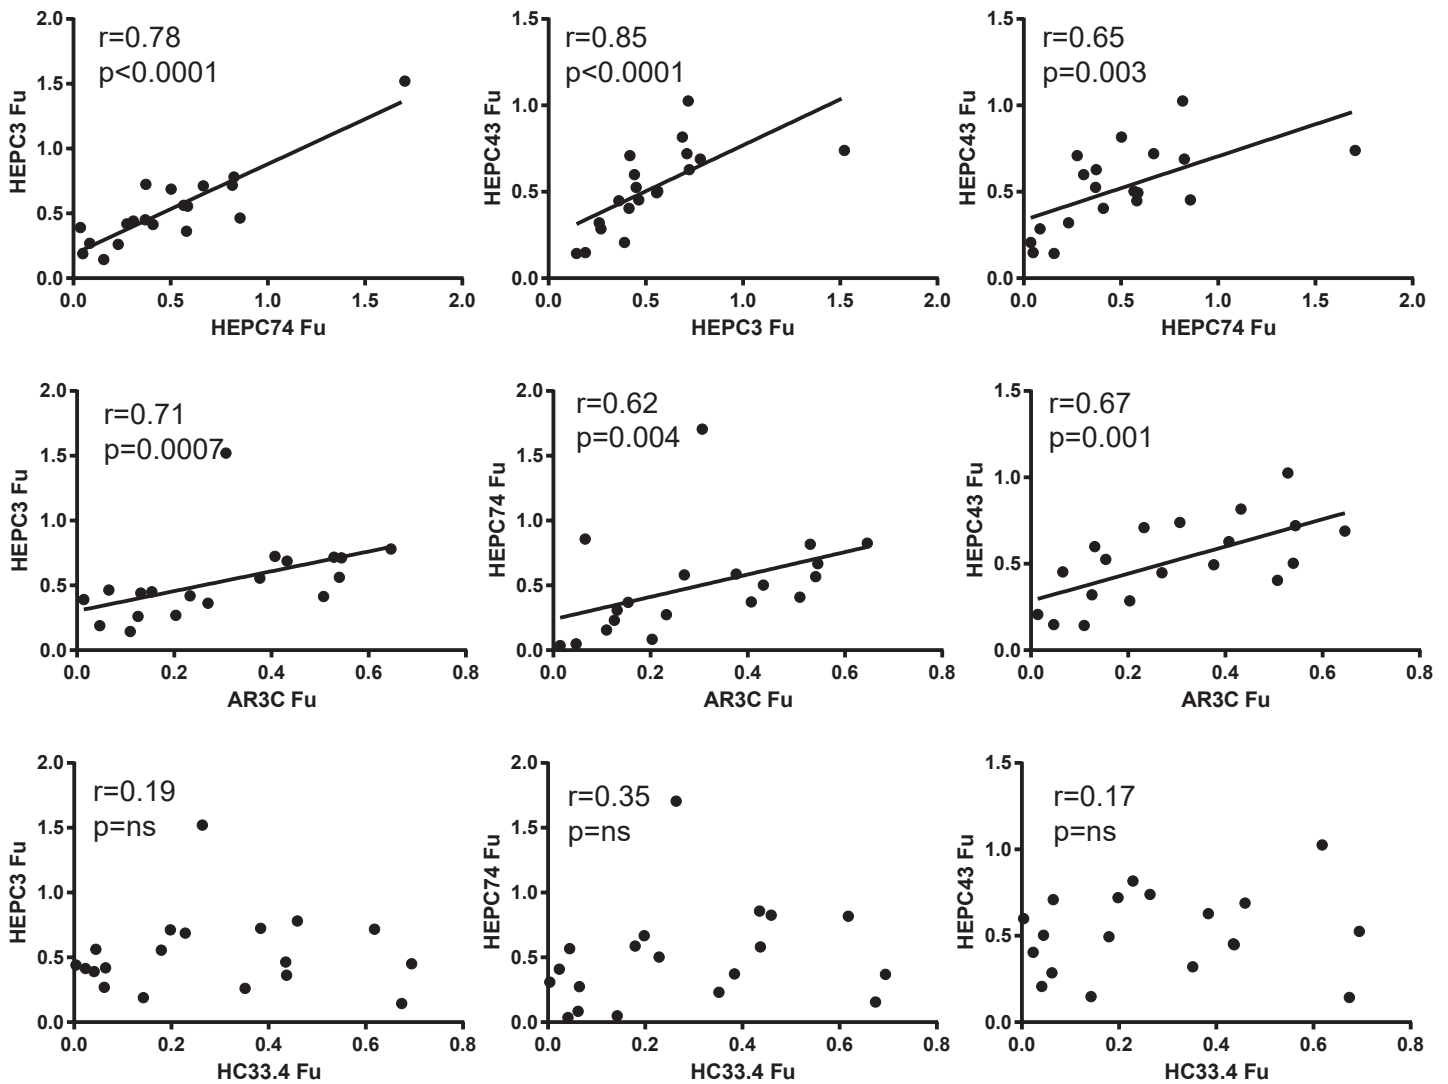 r=0.78
p<0.0001
HEPC3 Fu
2.0
1.5
1.0
0.5
0.0
0.0 0.5 1.0 1.5 2.0
HEPC74 Fu
r=0.85
p<0.0001
HEPC43 Fu
1.5
1.0
0.5
0.0
0.0 0.5 1.0 1.5 2.0
HEPC3 Fu
r=0.65
p=0.003
HEPC43 Fu
1.5
1.0
0.5
0.0
0.0 0.5 1.0 1.5 2.0
HEPC74 Fu
r=0.71
p=0.0007
HEPC3 Fu
2.0
1.5
1.0
0.5
0.0
0.0 0.2 0.4 0.6 0.8
AR3C Fu
r=0.62
p=0.004
HEPC74 Fu
2.0
1.5
1.0
0.5
0.0
0.0 0.2 0.4 0.6 0.8
AR3C Fu
r=0.67
p=0.001
HEPC43 Fu
1.5
1.0
0.5
0.0
0.0 0.2 0.4 0.6 0.8
AR3C Fu
r=0.19
p=ns
HEPC3 Fu
2.0
1.5
1.0
0.5
0.0
0.0 0.2 0.4 0.6 0.8
HC33.4 Fu
r=0.35
p=ns
HEPC74 Fu
2.0
1.5
1.0
0.5
0.0
0.0 0.2 0.4 0.6 0.8
HC33.4 Fu
r=0.17
p=ns
HEPC43 Fu
1.5
1.0
0.5
0.0
0.0 0.2 0.4 0.6 0.8
HC33.4 Fu